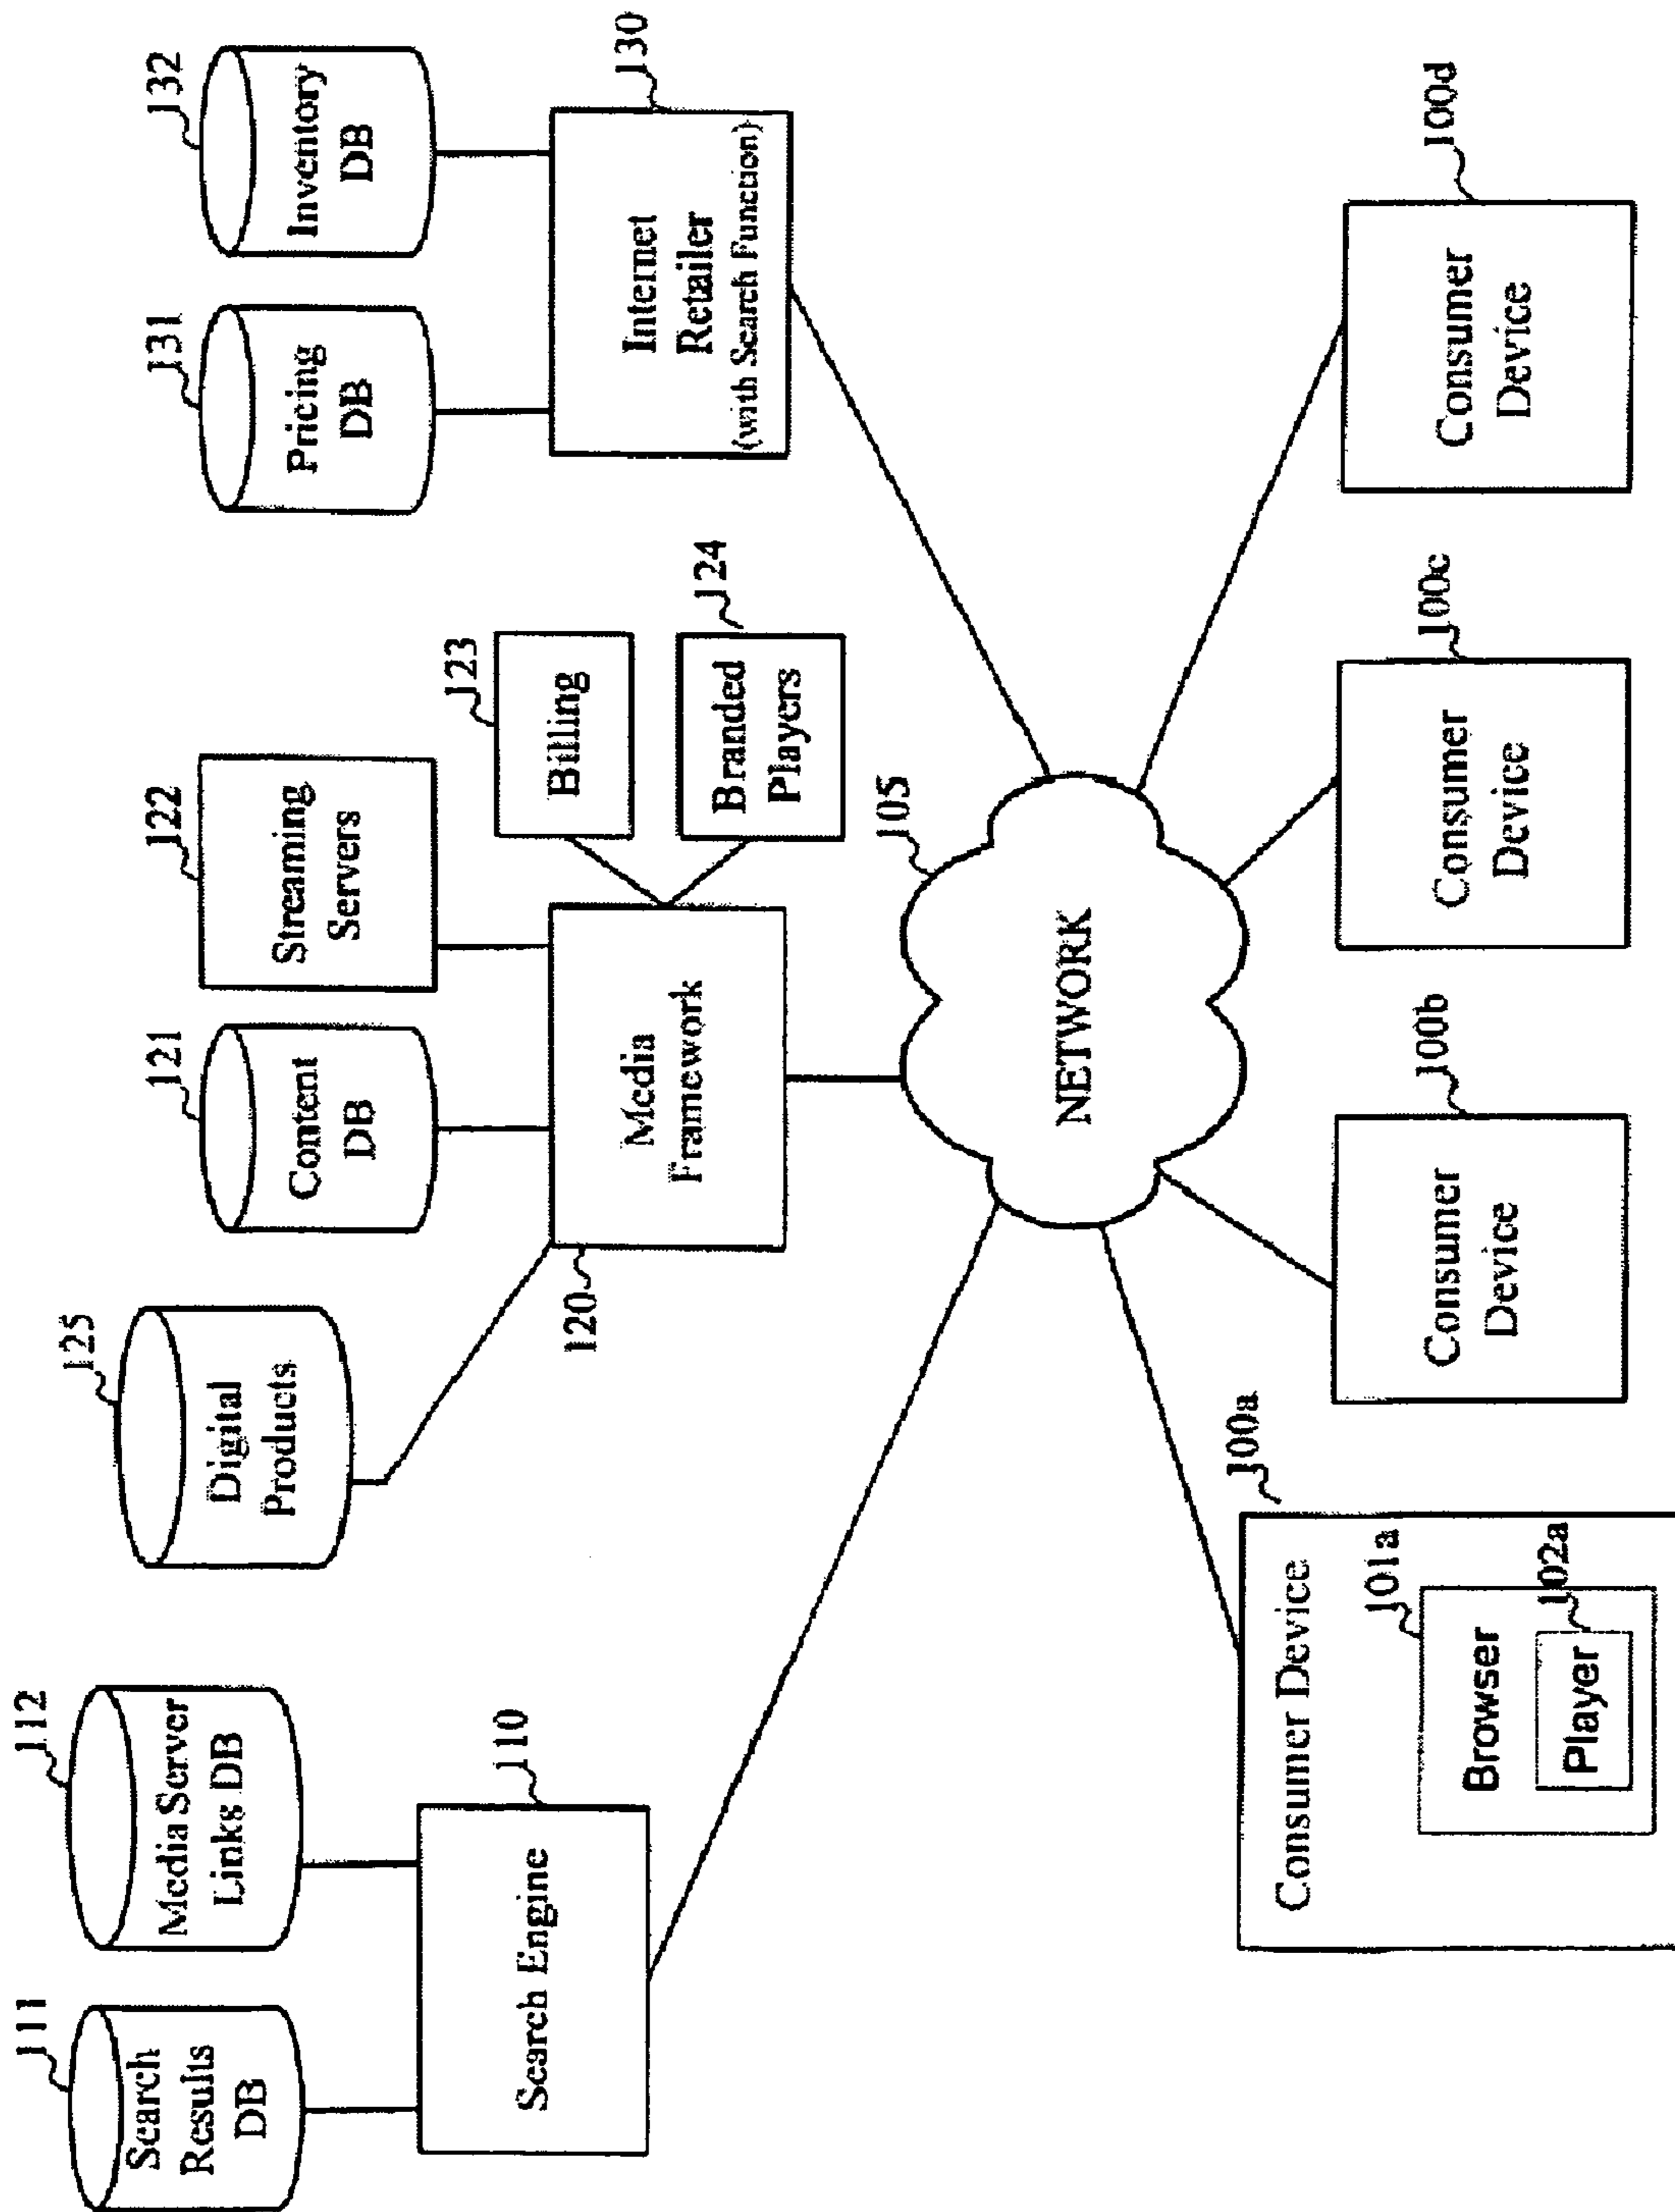 111
Search
Results
DB
112
Media Server
Links DB
110
Search Engine
125
Digital
Products
121
Content
DB
122
Streaming
Servers
123
Billing
124
Branded
Players
120
Media
Framework
131
Pricing
DB
132
Inventory
DB
130
Internet
Retailer
(with Search Function)
105
NETWORK
100a
Consumer Device
101a
Browser
102a
Player
100b
Consumer
Device
100c
Consumer
Device
100d
Consumer
Device